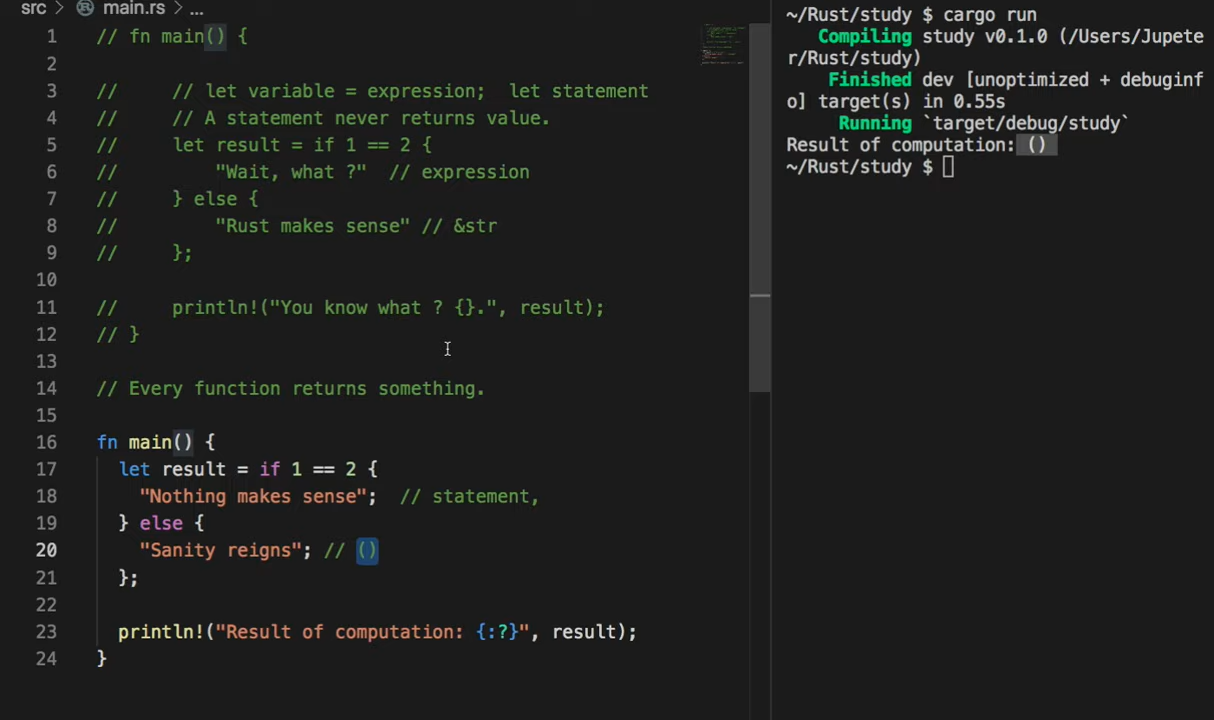 src > main.rs > ...
1 // fn main() {
2
3 //     // let variable = expression;  let statement
4 //     // A statement never returns value.
5 //     let result = if 1 == 2 {
6 //         "Wait, what ?"  // expression
7 //     } else {
8 //         "Rust makes sense" // &str
9 //     };
10
11 //     println!("You know what ? {}.", result);
12 // }
13
14 // Every function returns something.
15
16 fn main() {
17   let result = if 1 == 2 {
18     "Nothing makes sense";  // statement,
19   } else {
20     "Sanity reigns"; // ()
21   };
22
23   println!("Result of computation: {:?}", result);
24 }
~/Rust/study $ cargo run
   Compiling study v0.1.0 (/Users/Jupete
r/Rust/study)
    Finished dev [unoptimized + debuginf
o] target(s) in 0.55s
     Running `target/debug/study`
Result of computation: ()
~/Rust/study $